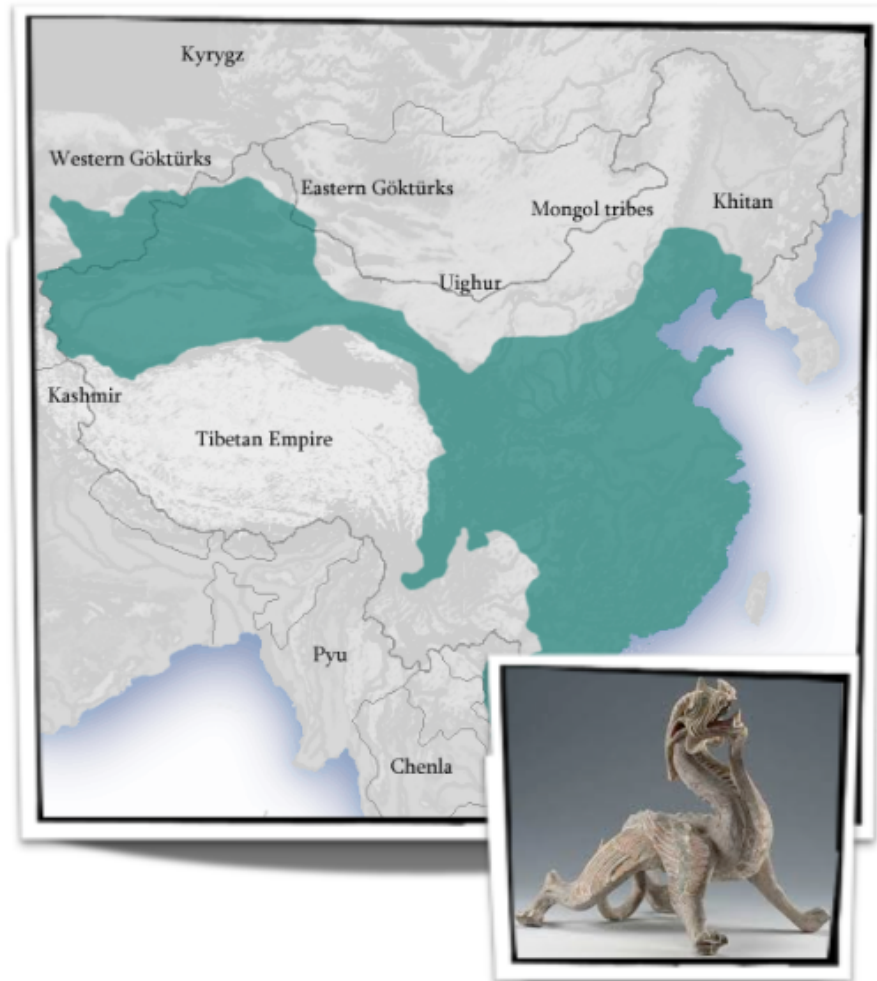 Kyrygz
Western Göktürks
Eastern Göktürks
Mongol tribes
Khitan
Uighur
Kashmir
Tibetan Empire
Pyu
Chenla